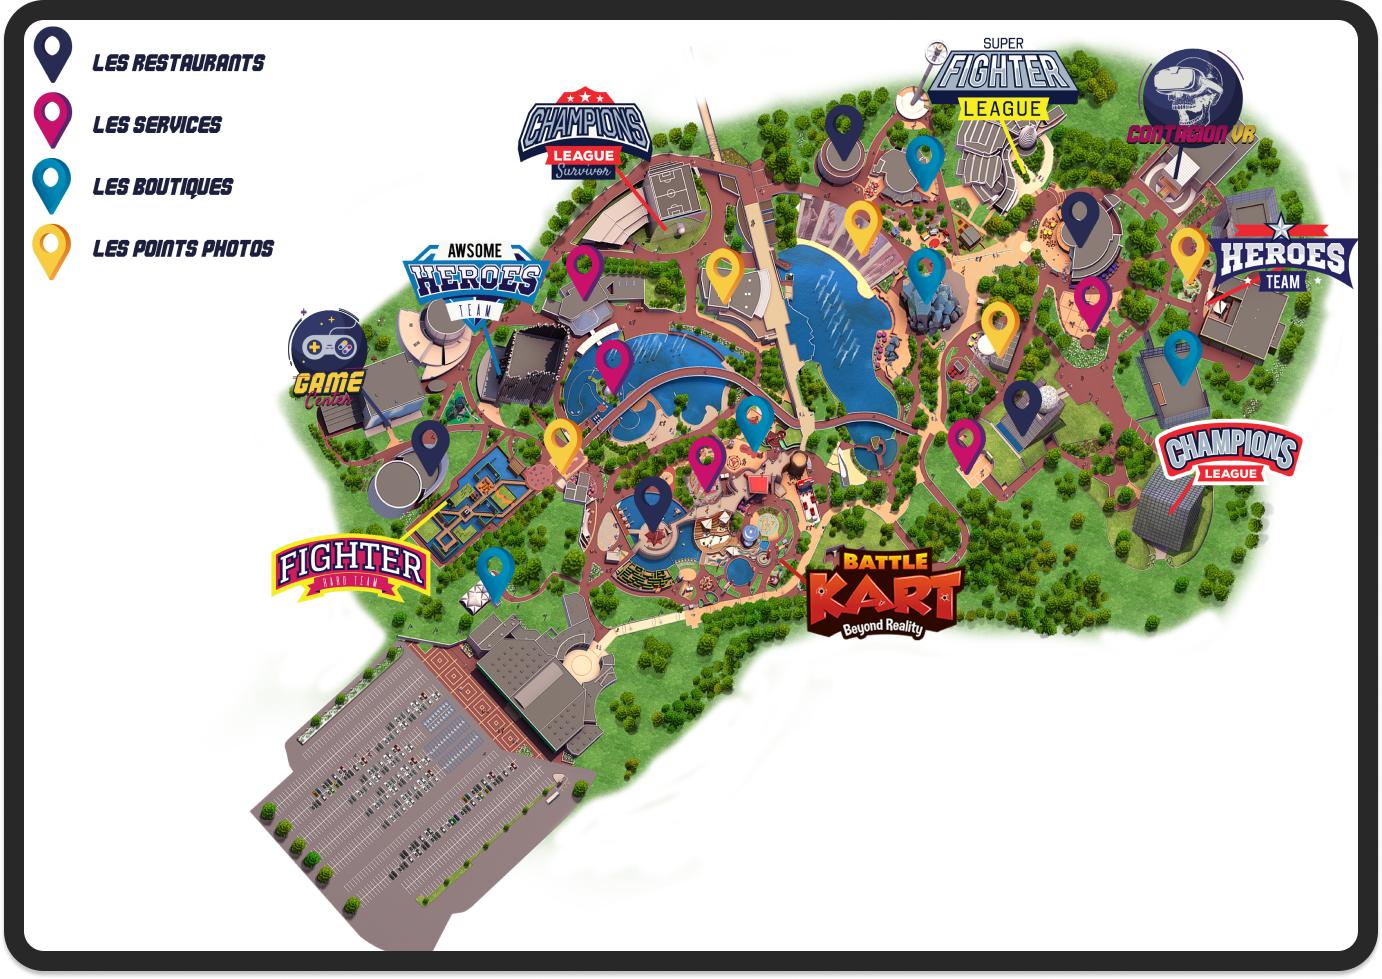 LES RESTAURANTS
LES SERVICES
LES BOUTIQUES
LES POINTS PHOTOS
SUPER
FIGHTER
LEAGUE
CHAMPIONS
LEAGUE
Survivor
CONTAGION VR
AWSOME
HEROES
TEAM
HEROES
TEAM
GAME
Center
CHAMPIONS
LEAGUE
FIGHTER
HARD TEAM
BATTLE
KART
Beyond Reality